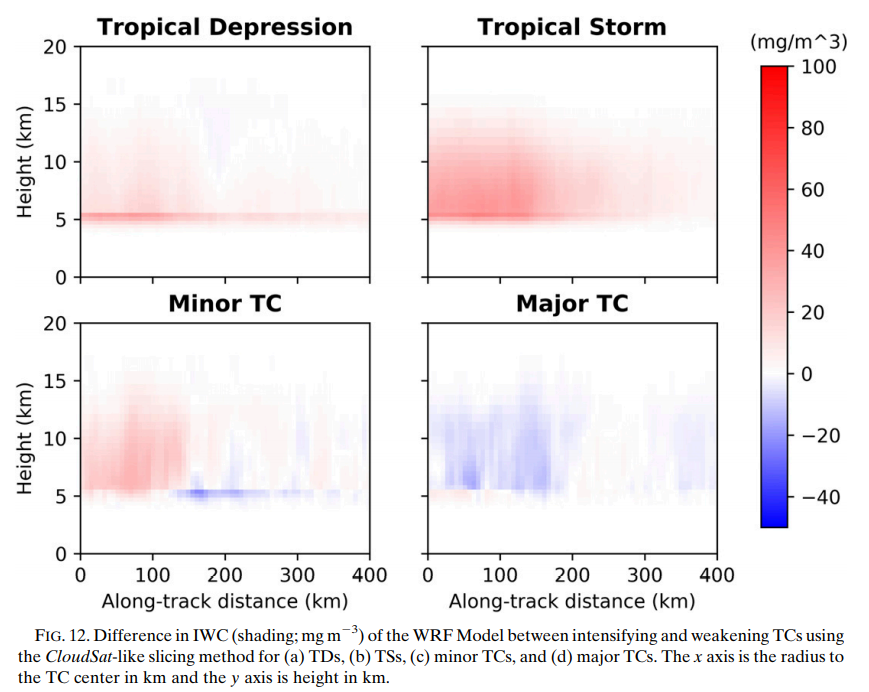 Tropical Depression
Tropical Storm
(mg/m^3)
20
15
10
5
0
Height (km)
100
80
60
40
20
0
−20
−40
Minor TC
Major TC
20
15
10
5
0
Height (km)
0 100 200 300 400
0 100 200 300 400
Along-track distance (km)
Along-track distance (km)
FIG. 12. Difference in IWC (shading; mg m⁻³) of the WRF Model between intensifying and weakening TCs using
the CloudSat-like slicing method for (a) TDs, (b) TSs, (c) minor TCs, and (d) major TCs. The x axis is the radius to
the TC center in km and the y axis is height in km.